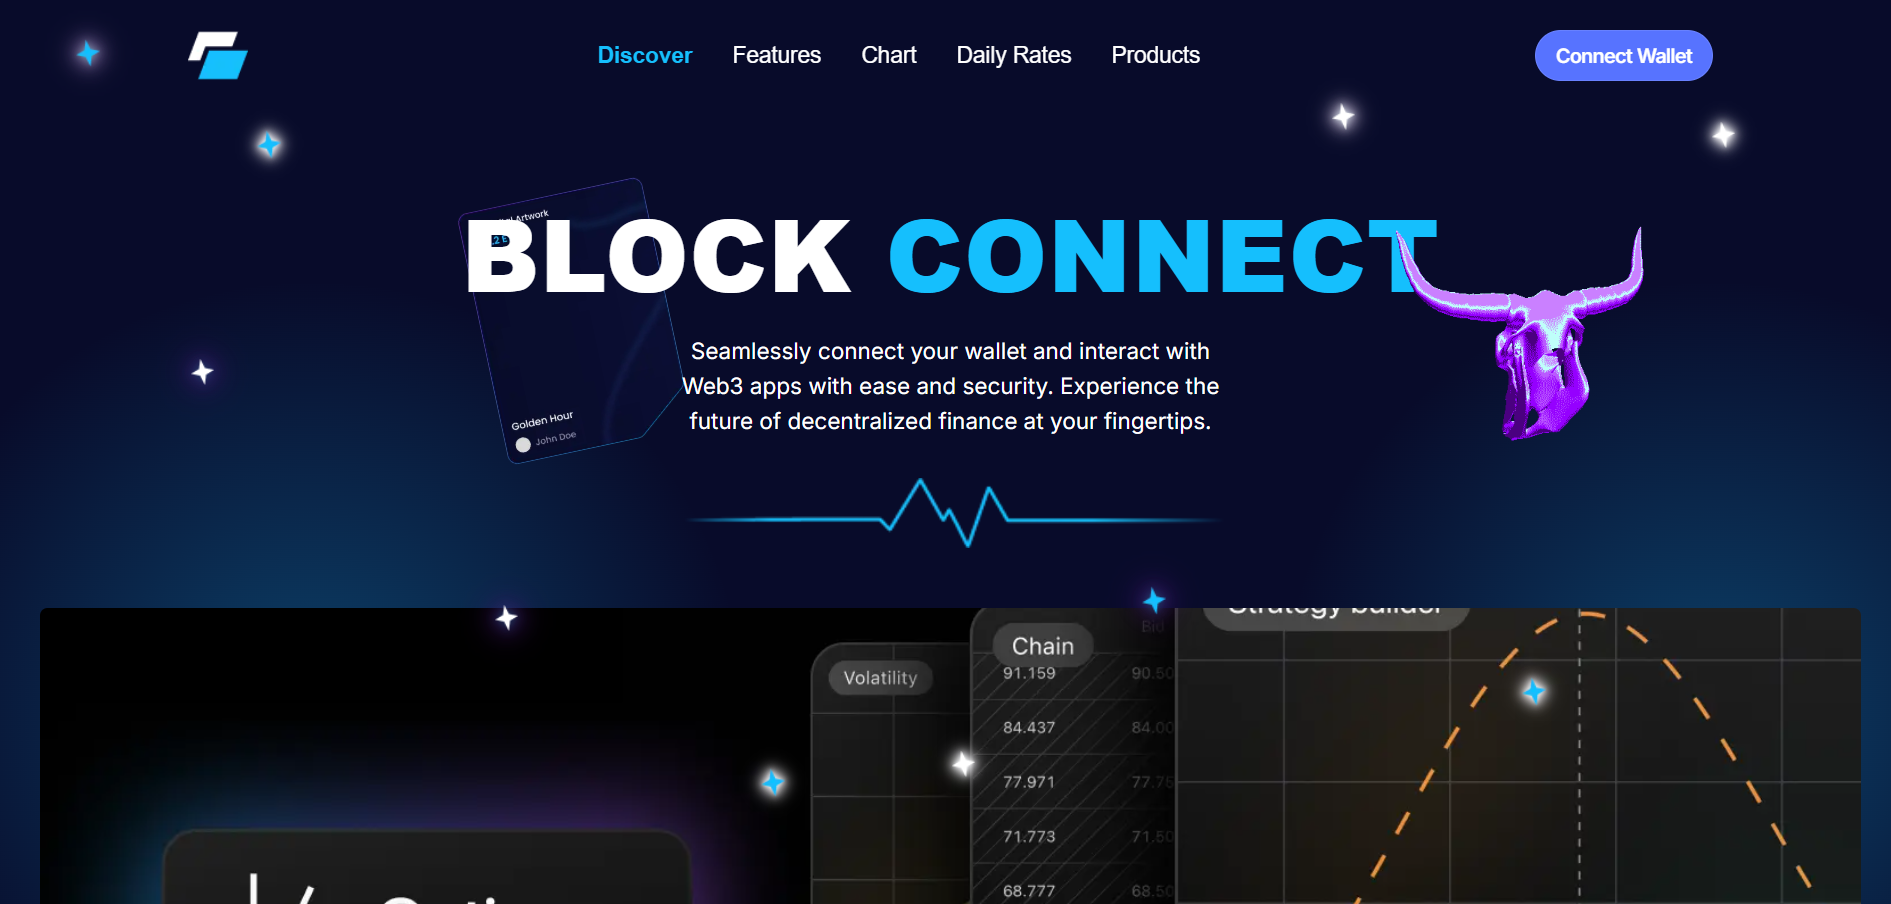 Discover Features Chart Daily Rates Products Connect Wallet
Artwork
BLOCK CONNECT
Seamlessly connect your wallet and interact with
Web3 apps with ease and security. Experience the
future of decentralized finance at your fingertips.
Golden Hour
John Doe
Strategy builder
Bid
Chain
Volatility
91.159 90.50
84.437 84.00
77.971 77.75
71.773 71.50
68.777 68.50